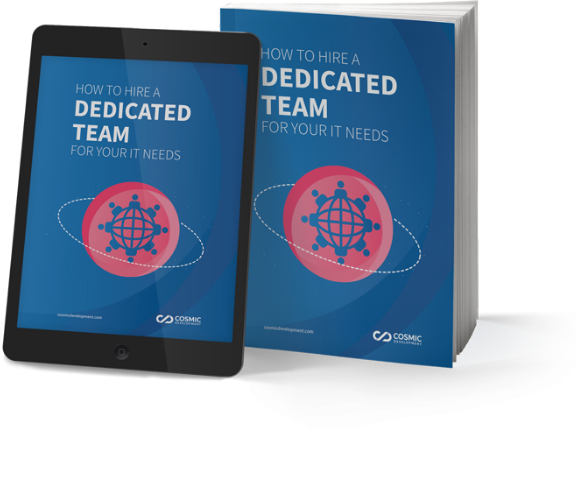 HOW TO HIRE A
DEDICATED
TEAM
FOR YOUR IT NEEDS
cosmicdevelopment.com
COSMIC
DEVELOPMENT
HOW TO HIRE A
DEDICATED
TEAM
FOR YOUR IT NEEDS
cosmicdevelopment.com
COSMIC
DEVELOPMENT